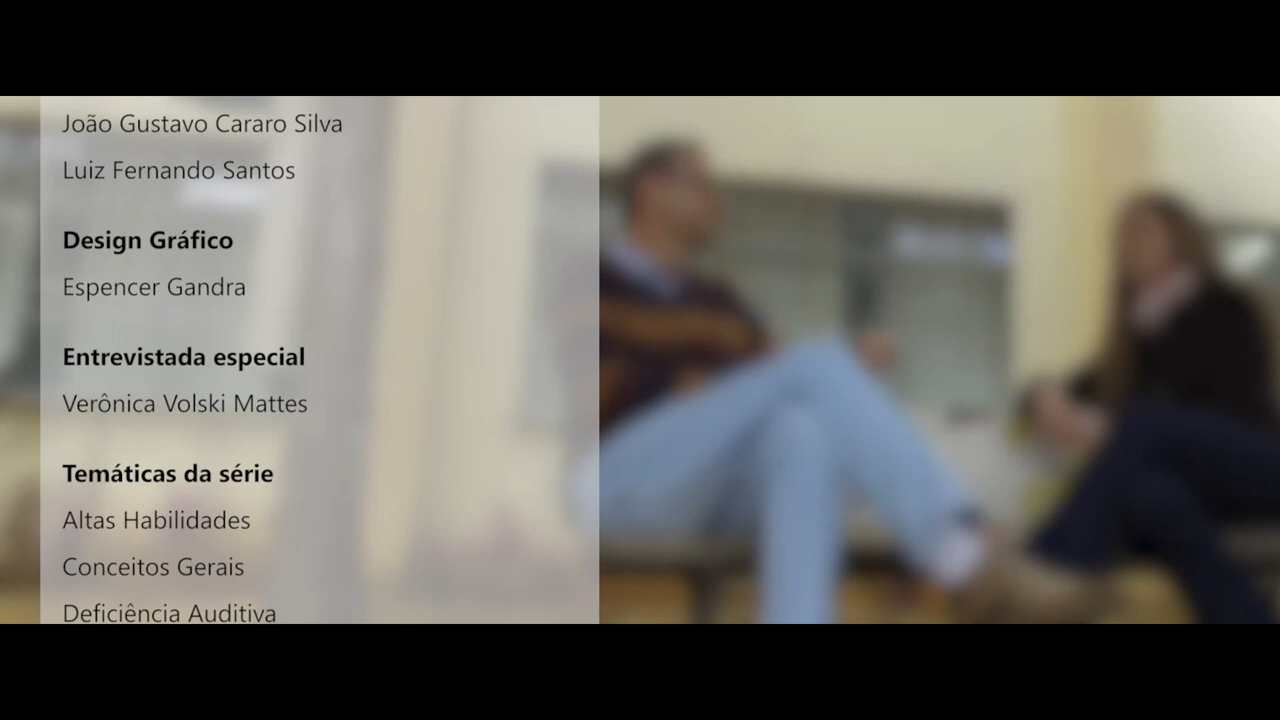 João Gustavo Cararo Silva
Luiz Fernando Santos
Design Gráfico
Espencer Gandra
Entrevistada especial
Verônica Volski Mattes
Temáticas da série
Altas Habilidades
Conceitos Gerais
Deficiência Auditiva